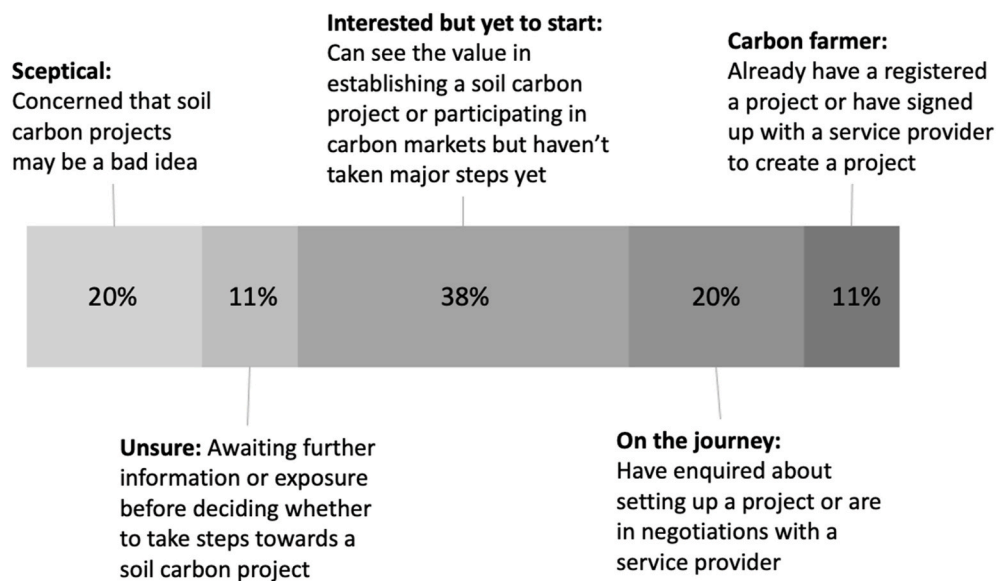 Sceptical:
Concerned that soil
carbon projects
may be a bad idea
Interested but yet to start:
Can see the value in
establishing a soil carbon
project or participating in
carbon markets but haven’t
taken major steps yet
Carbon farmer:
Already have a registered
a project or have signed
up with a service provider
to create a project
20%
11%
38%
20%
11%
Unsure: Awaiting further
information or exposure
before deciding whether
to take steps towards a
soil carbon project
On the journey:
Have enquired about
setting up a project or are
in negotiations with a
service provider